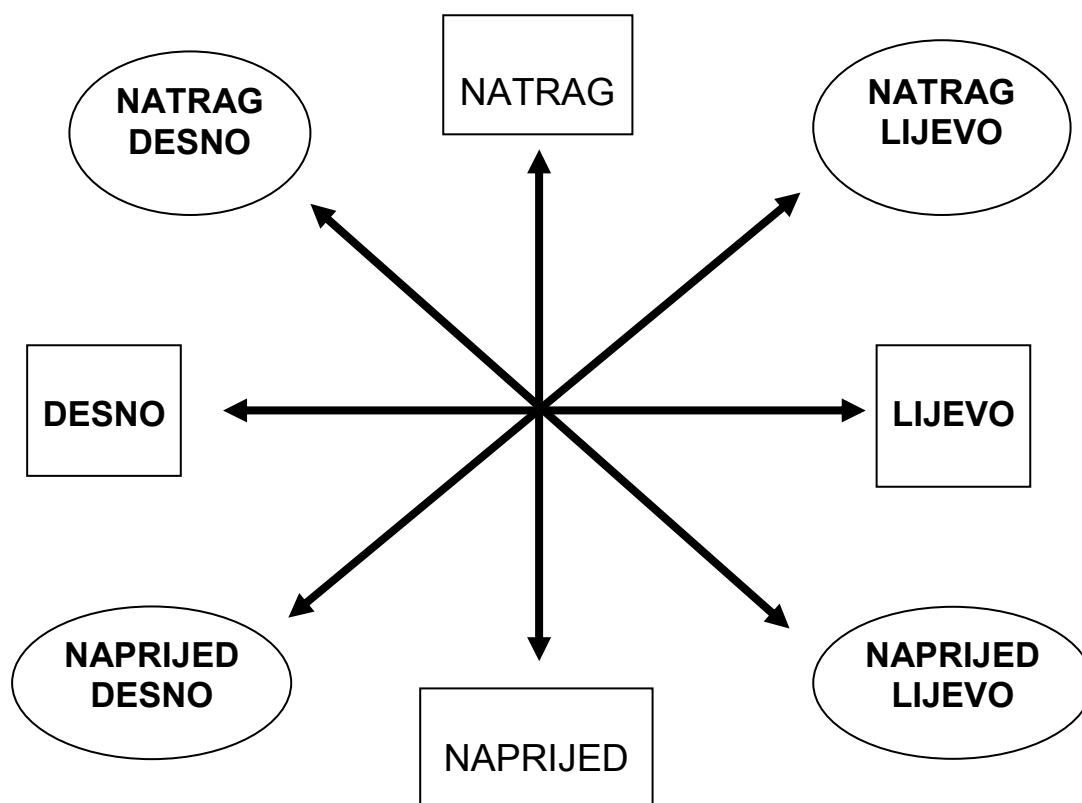 NATRAG
NATRAG
DESNO
NATRAG
LIJEVO
DESNO
LIJEVO
NAPRIJED
DESNO
NAPRIJED
LIJEVO
NAPRIJED